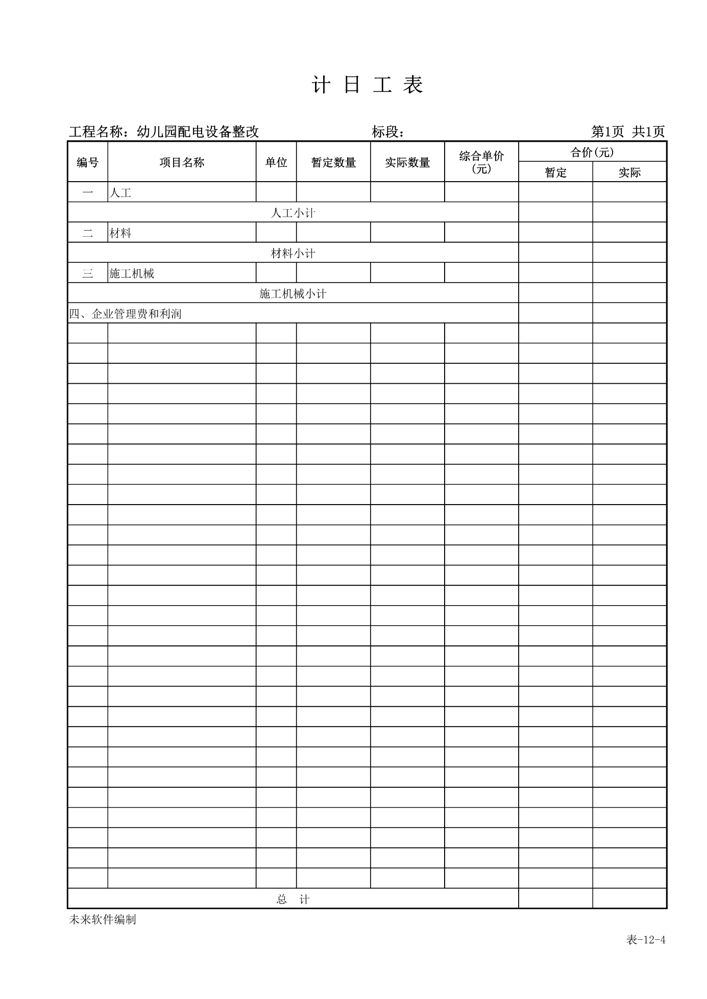 计 日 工 表
工程名称：幼儿园配电设备整改 标段： 第1页 共1页
编号 项目名称 单位 暂定数量 实际数量 综合单价(元) 合价(元)
暂定 实际
一 人工
人工小计
二 材料
材料小计
三 施工机械
施工机械小计
四、企业管理费和利润
总 计
未来软件编制
表-12-4